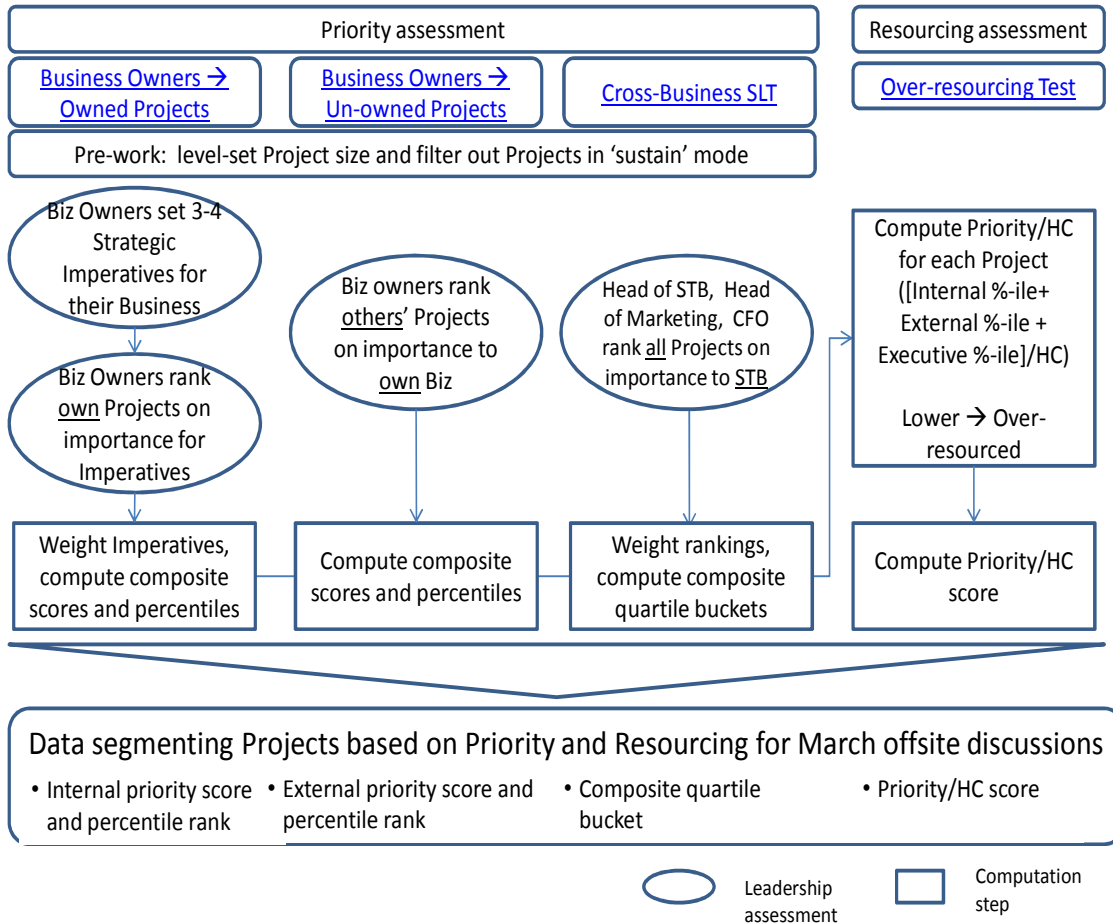 Priority assessment
Resourcing assessment
Business Owners →
Owned Projects
Business Owners →
Un-owned Projects
Cross-Business SLT
Over-resourcing Test
Pre-work: level-set Project size and filter out Projects in ‘sustain’ mode
Biz Owners set 3-4
Strategic
Imperatives for
their Business
Biz Owners rank
own Projects on
importance for
Imperatives
Weight Imperatives,
compute composite
scores and percentiles
Biz owners rank
others’ Projects
on importance to
own Biz
Compute composite
scores and percentiles
Head of STB, Head
of Marketing, CFO
rank all Projects on
importance to STB
Weight rankings,
compute composite
quartile buckets
Compute Priority/HC
for each Project
([Internal %-ile+
External %-ile +
Executive %-ile]/HC)
Lower → Over-
resourced
Compute Priority/HC
score
Data segmenting Projects based on Priority and Resourcing for March offsite discussions
• Internal priority score
and percentile rank
• External priority score and
percentile rank
• Composite quartile
bucket
• Priority/HC score
Leadership
assessment
Computation
step